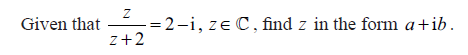 Given that z/(z+2) = 2−i, z∈ℂ, find z in the form a+ib.